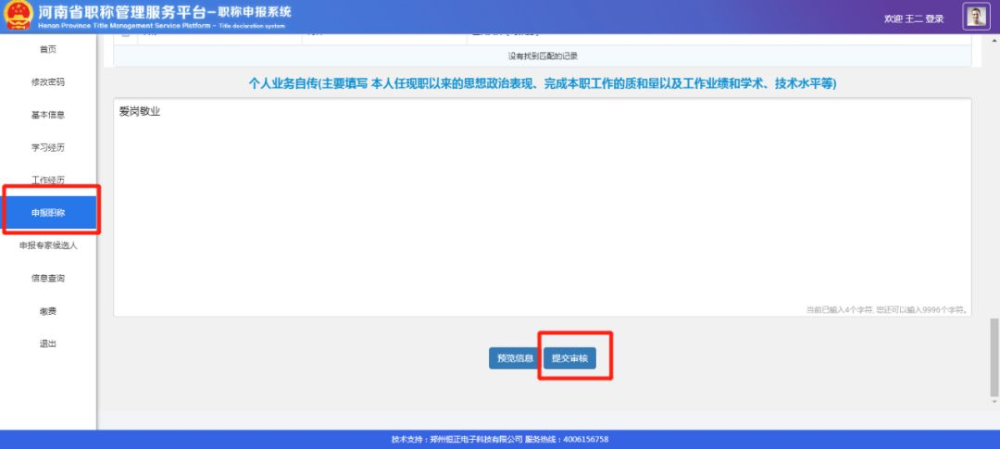 河南省职称管理服务平台-职称申报系统
Henan Province Title Management Service Platform - Title declaration system
欢迎 王二 登录
首页
修改密码
基本信息
学习经历
工作经历
申报职称
申报专家候选人
信息查询
缴费
退出
没有找到匹配的记录
个人业务自传(主要填写 本人任现职以来的思想政治表现、完成本职工作的质和量以及工作业绩和学术、技术水平等)
爱岗敬业
当前已输入4个字符, 您还可以输入9996个字符。
预览信息
提交审核
技术支持：郑州恒正电子科技有限公司 服务热线：4006156758